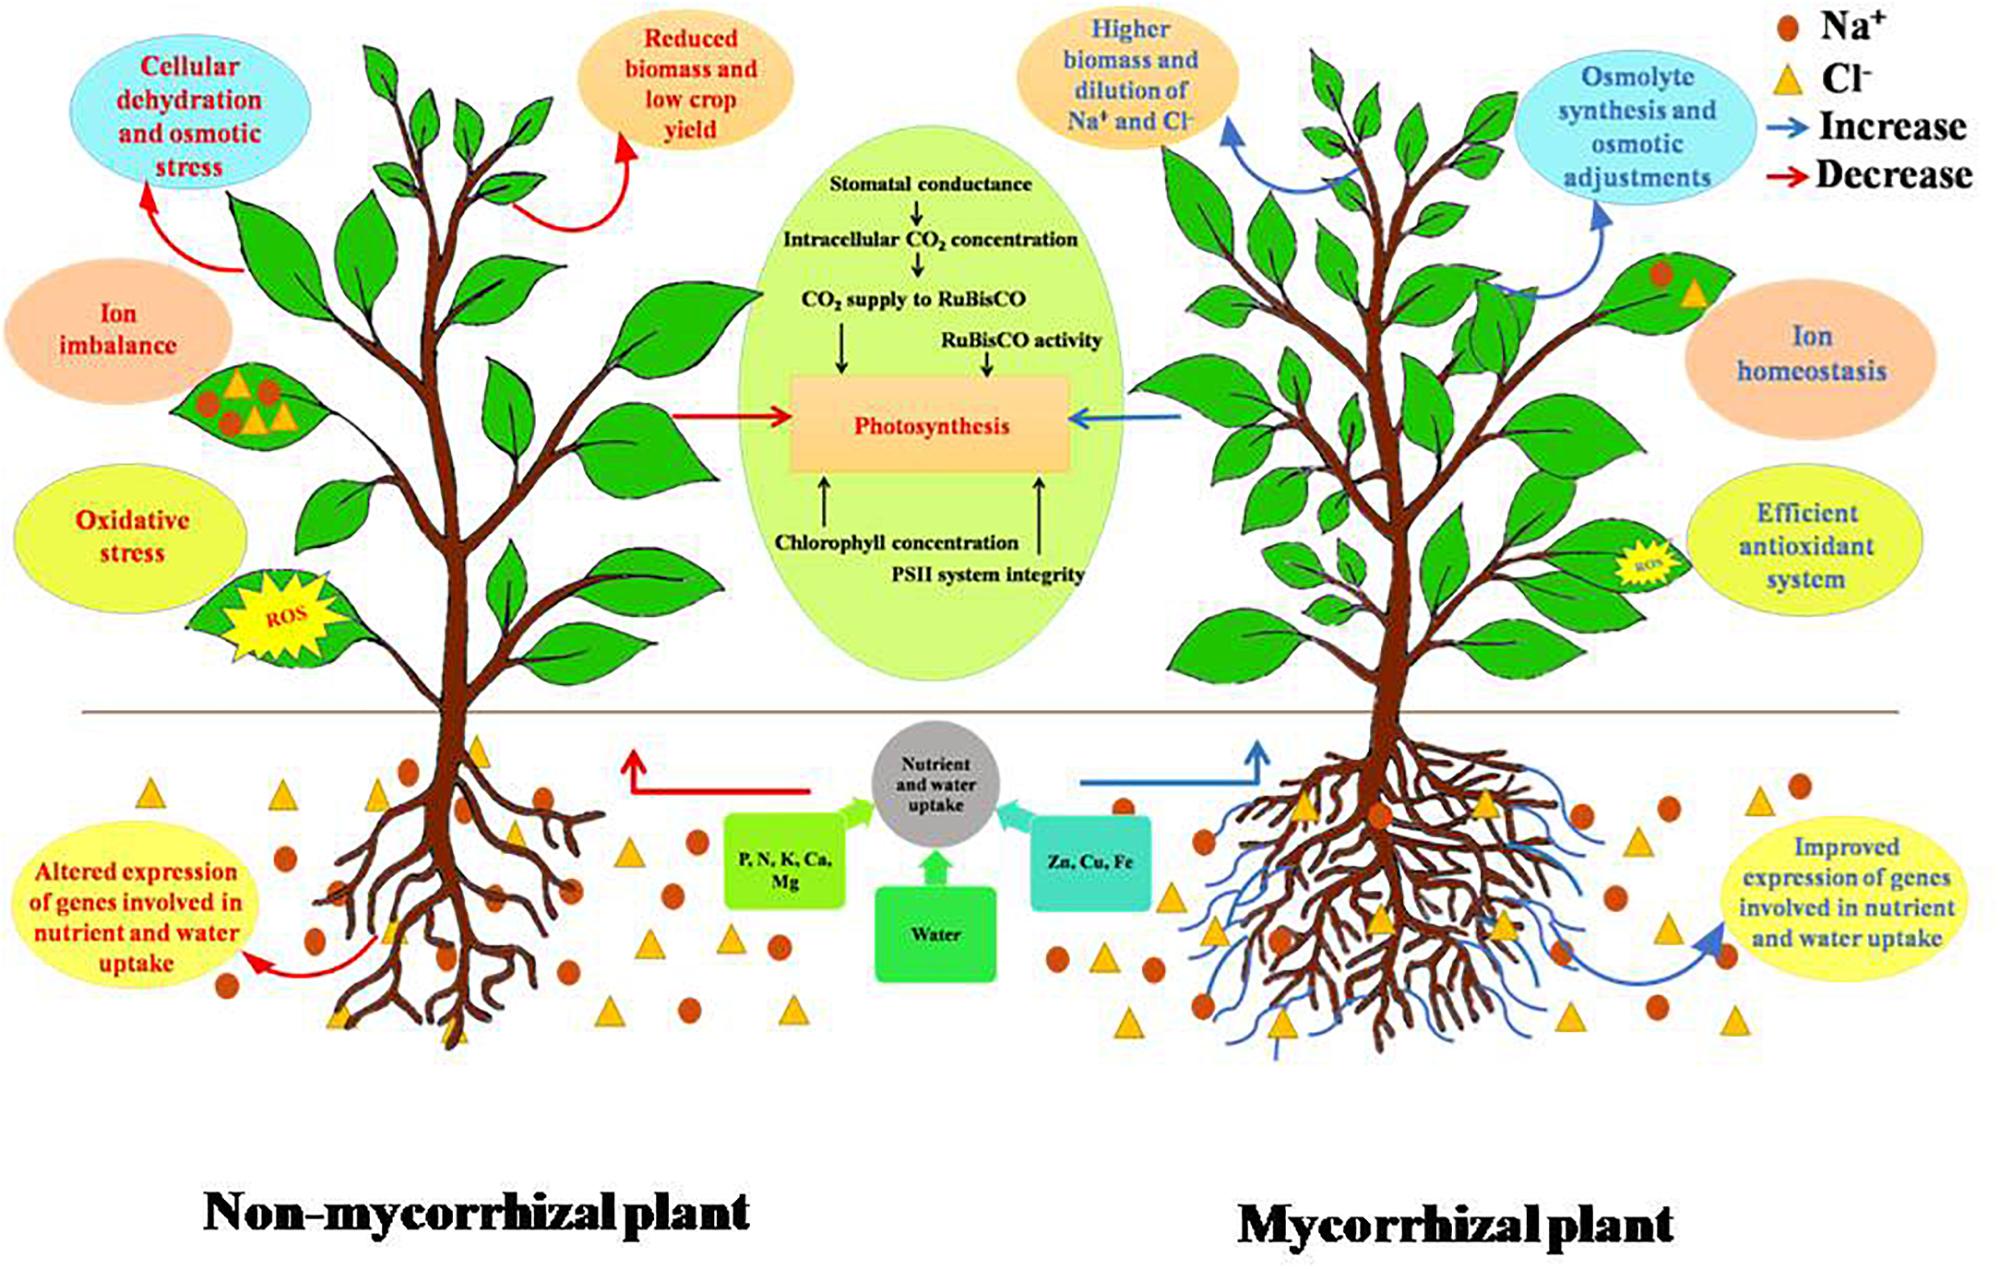 Cellular
dehydration
and osmotic
stress
Reduced
biomass and
low crop
yield
Higher
biomass and
dilution of
Na⁺ and Cl⁻
Osmolyte
synthesis and
osmotic
adjustments
Na⁺
Cl⁻
Increase
Decrease
Stomatal conductance
Intracellular CO₂ concentration
CO₂ supply to RuBisCO
RuBisCO activity
Photosynthesis
Chlorophyll concentration
PSII system integrity
Ion
imbalance
Oxidative
stress
ROS
Ion
homeostasis
Efficient
antioxidant
system
ROS
Nutrient
and water
uptake
P, N, K, Ca,
Mg
Zn, Cu, Fe
Water
Altered expression
of genes involved in
nutrient and water
uptake
Improved
expression of genes
involved in nutrient
and water uptake
Non-mycorrhizal plant
Mycorrhizal plant